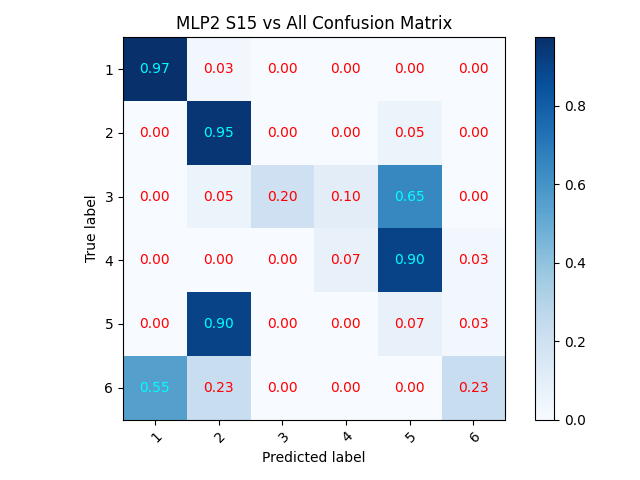 MLP2 S15 vs All Confusion Matrix
True label
1 0.97 0.03 0.00 0.00 0.00 0.00
2 0.00 0.95 0.00 0.00 0.05 0.00
3 0.00 0.05 0.20 0.10 0.65 0.00
4 0.00 0.00 0.00 0.07 0.90 0.03
5 0.00 0.90 0.00 0.00 0.07 0.03
6 0.55 0.23 0.00 0.00 0.00 0.23
1 2 3 4 5 6
Predicted label
0.8
0.6
0.4
0.2
0.0